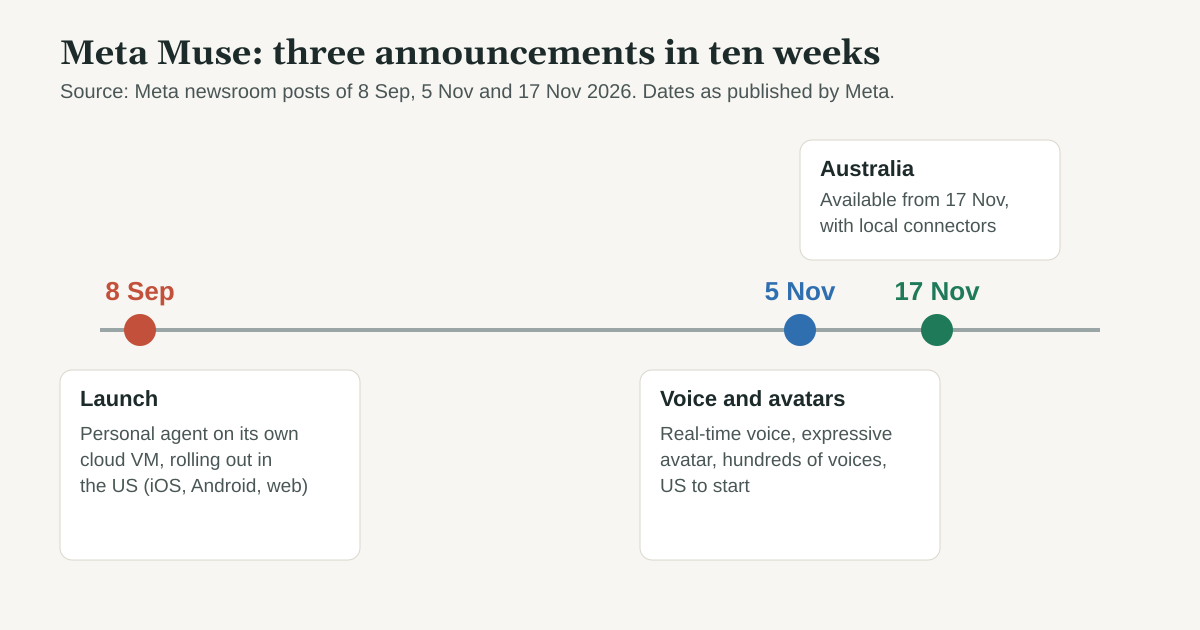 Meta Muse: three announcements in ten weeks
Source: Meta newsroom posts of 8 Sep, 5 Nov and 17 Nov 2026. Dates as published by Meta.
Australia
Available from 17 Nov,
with local connectors
8 Sep
5 Nov
17 Nov
Launch
Personal agent on its own
cloud VM, rolling out in
the US (iOS, Android, web)
Voice and avatars
Real-time voice, expressive
avatar, hundreds of voices,
US to start